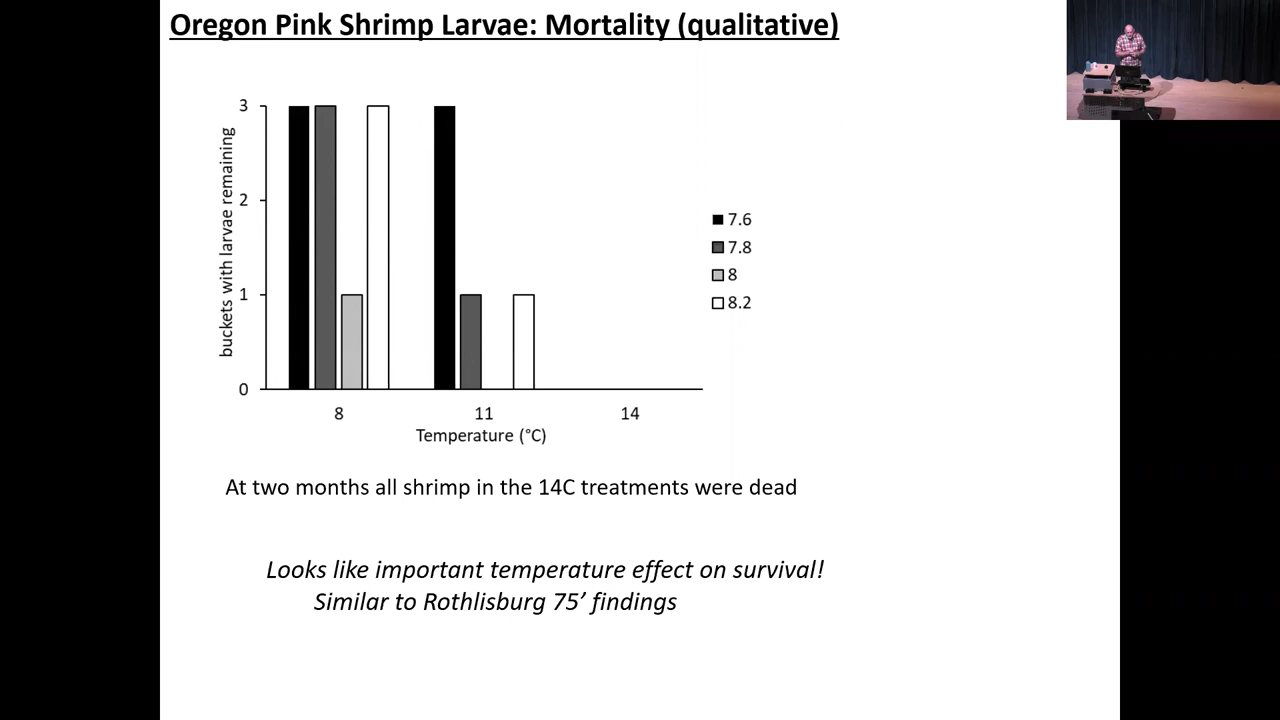 Oregon Pink Shrimp Larvae: Mortality (qualitative)
buckets with larvae remaining
3
2
1
0
8
11
14
Temperature (°C)
7.6
7.8
8
8.2
At two months all shrimp in the 14C treatments were dead
Looks like important temperature effect on survival!
Similar to Rothlisburg 75’ findings